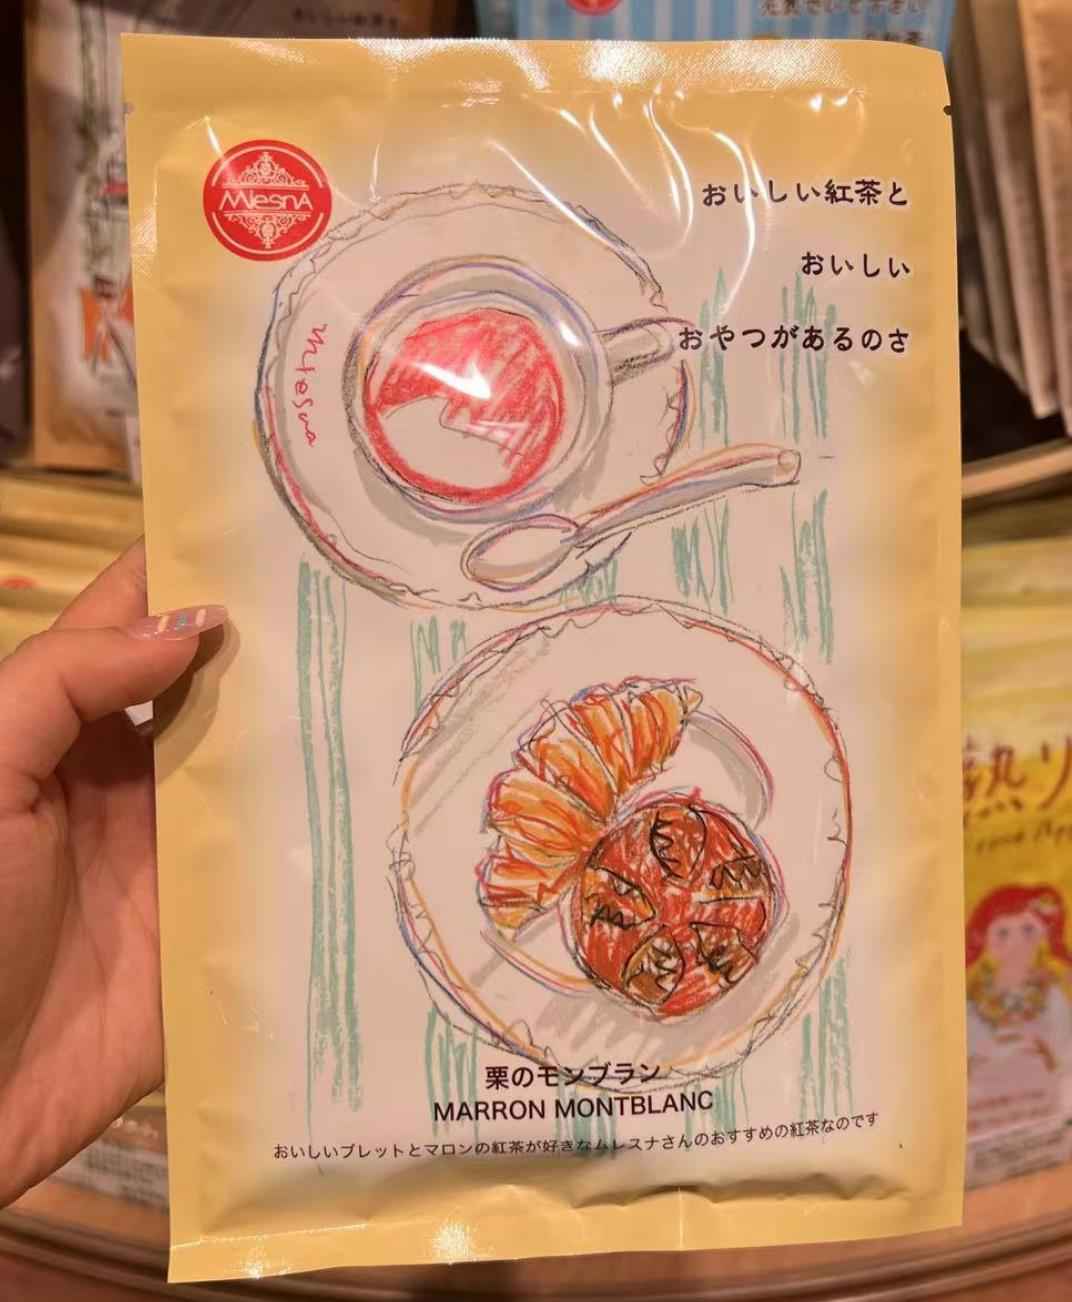 MlesnA
おいしい紅茶と
おいしい
おやつがあるのさ
Mlesna
栗のモンブラン
MARRON MONTBLANC
おいしいブレットとマロンの紅茶が好きなムレスナさんのおすすめの紅茶なのです
熱リ